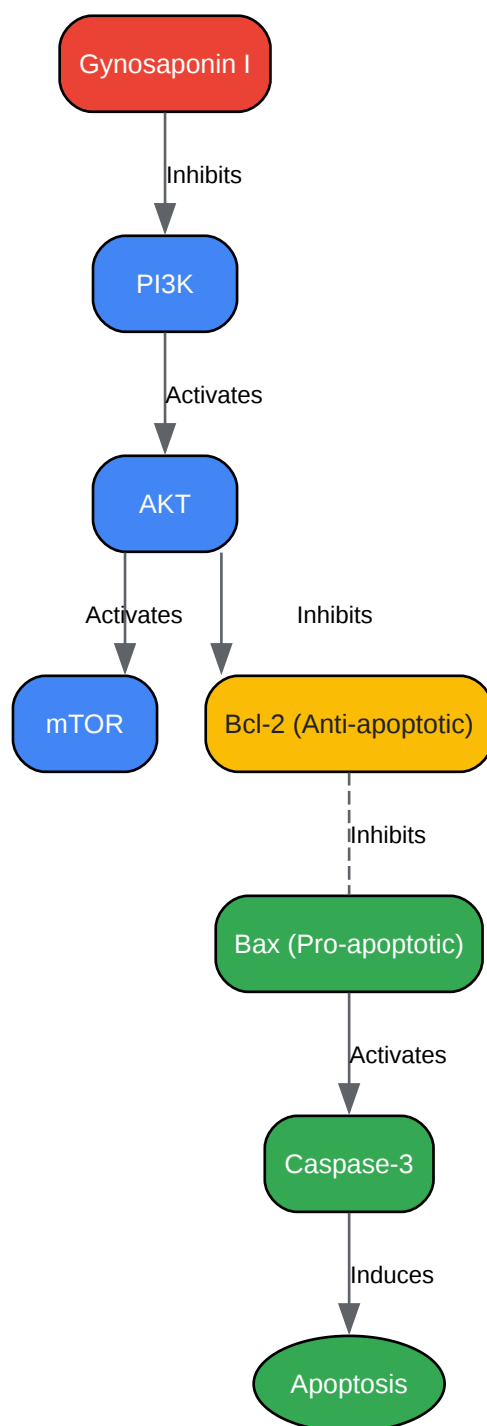 Gynosaponin I
Inhibits
PI3K
Activates
AKT
Activates
Inhibits
mTOR
Bcl-2 (Anti-apoptotic)
Inhibits
Bax (Pro-apoptotic)
Activates
Caspase-3
Induces
Apoptosis